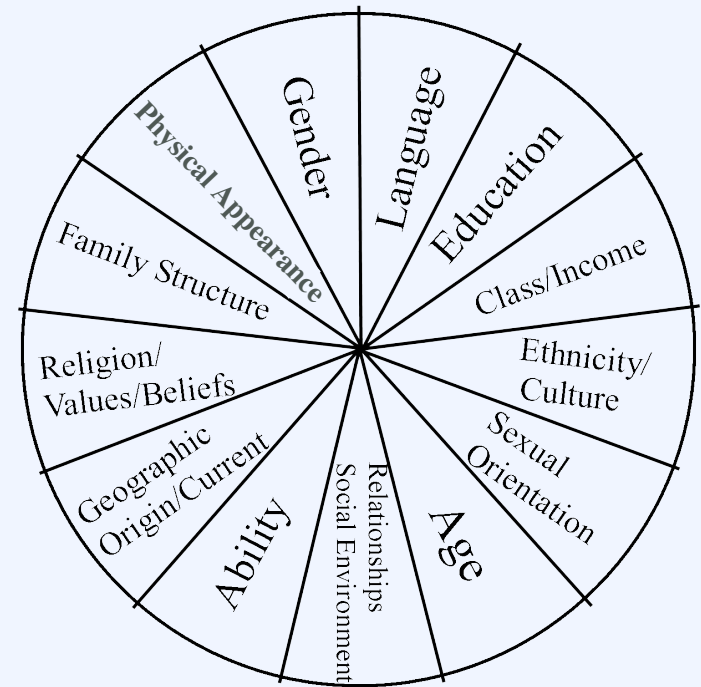 Language
Education
Class/Income
Ethnicity/
Culture
Sexual
Orientation
Age
Relationships
Social Environment
Ability
Geographic
Origin/Current
Religion/
Values/Beliefs
Family Structure
Physical Appearance
Gender